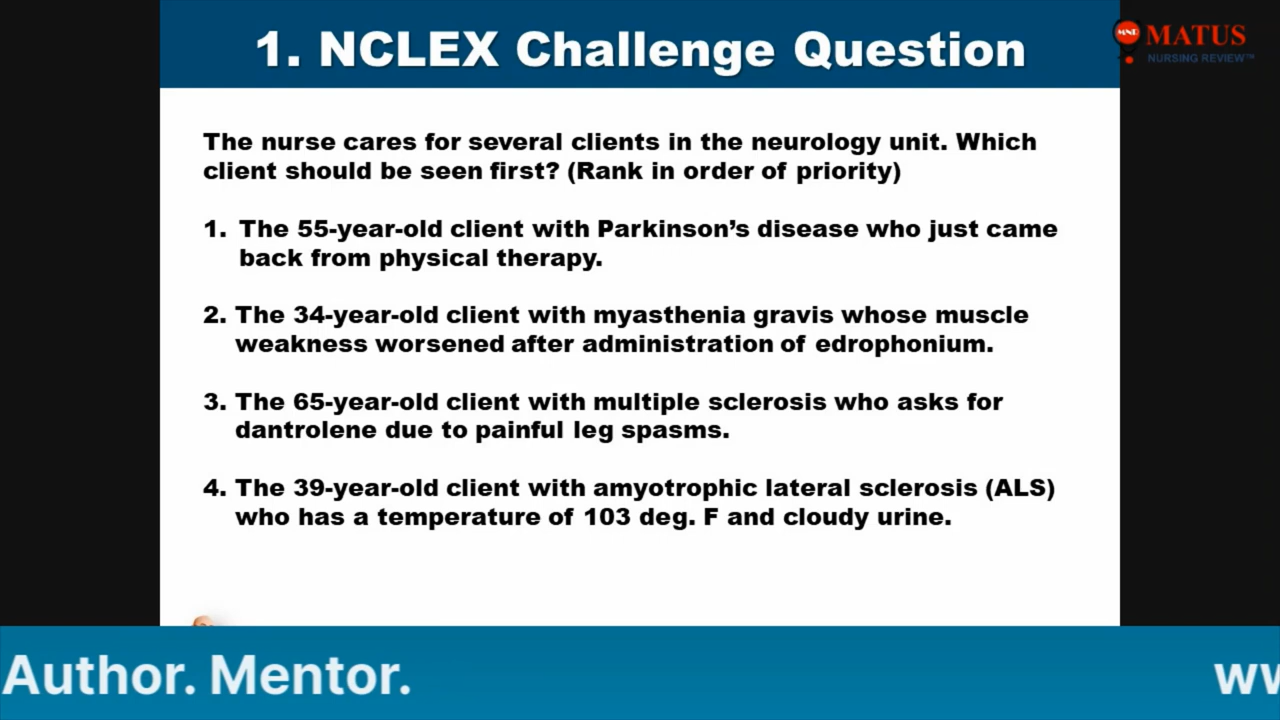 1. NCLEX Challenge Question
MNR
MATUS
NURSING REVIEW™
The nurse cares for several clients in the neurology unit. Which
client should be seen first? (Rank in order of priority)
1. The 55-year-old client with Parkinson’s disease who just came
back from physical therapy.
2. The 34-year-old client with myasthenia gravis whose muscle
weakness worsened after administration of edrophonium.
3. The 65-year-old client with multiple sclerosis who asks for
dantrolene due to painful leg spasms.
4. The 39-year-old client with amyotrophic lateral sclerosis (ALS)
who has a temperature of 103 deg. F and cloudy urine.
Author. Mentor.